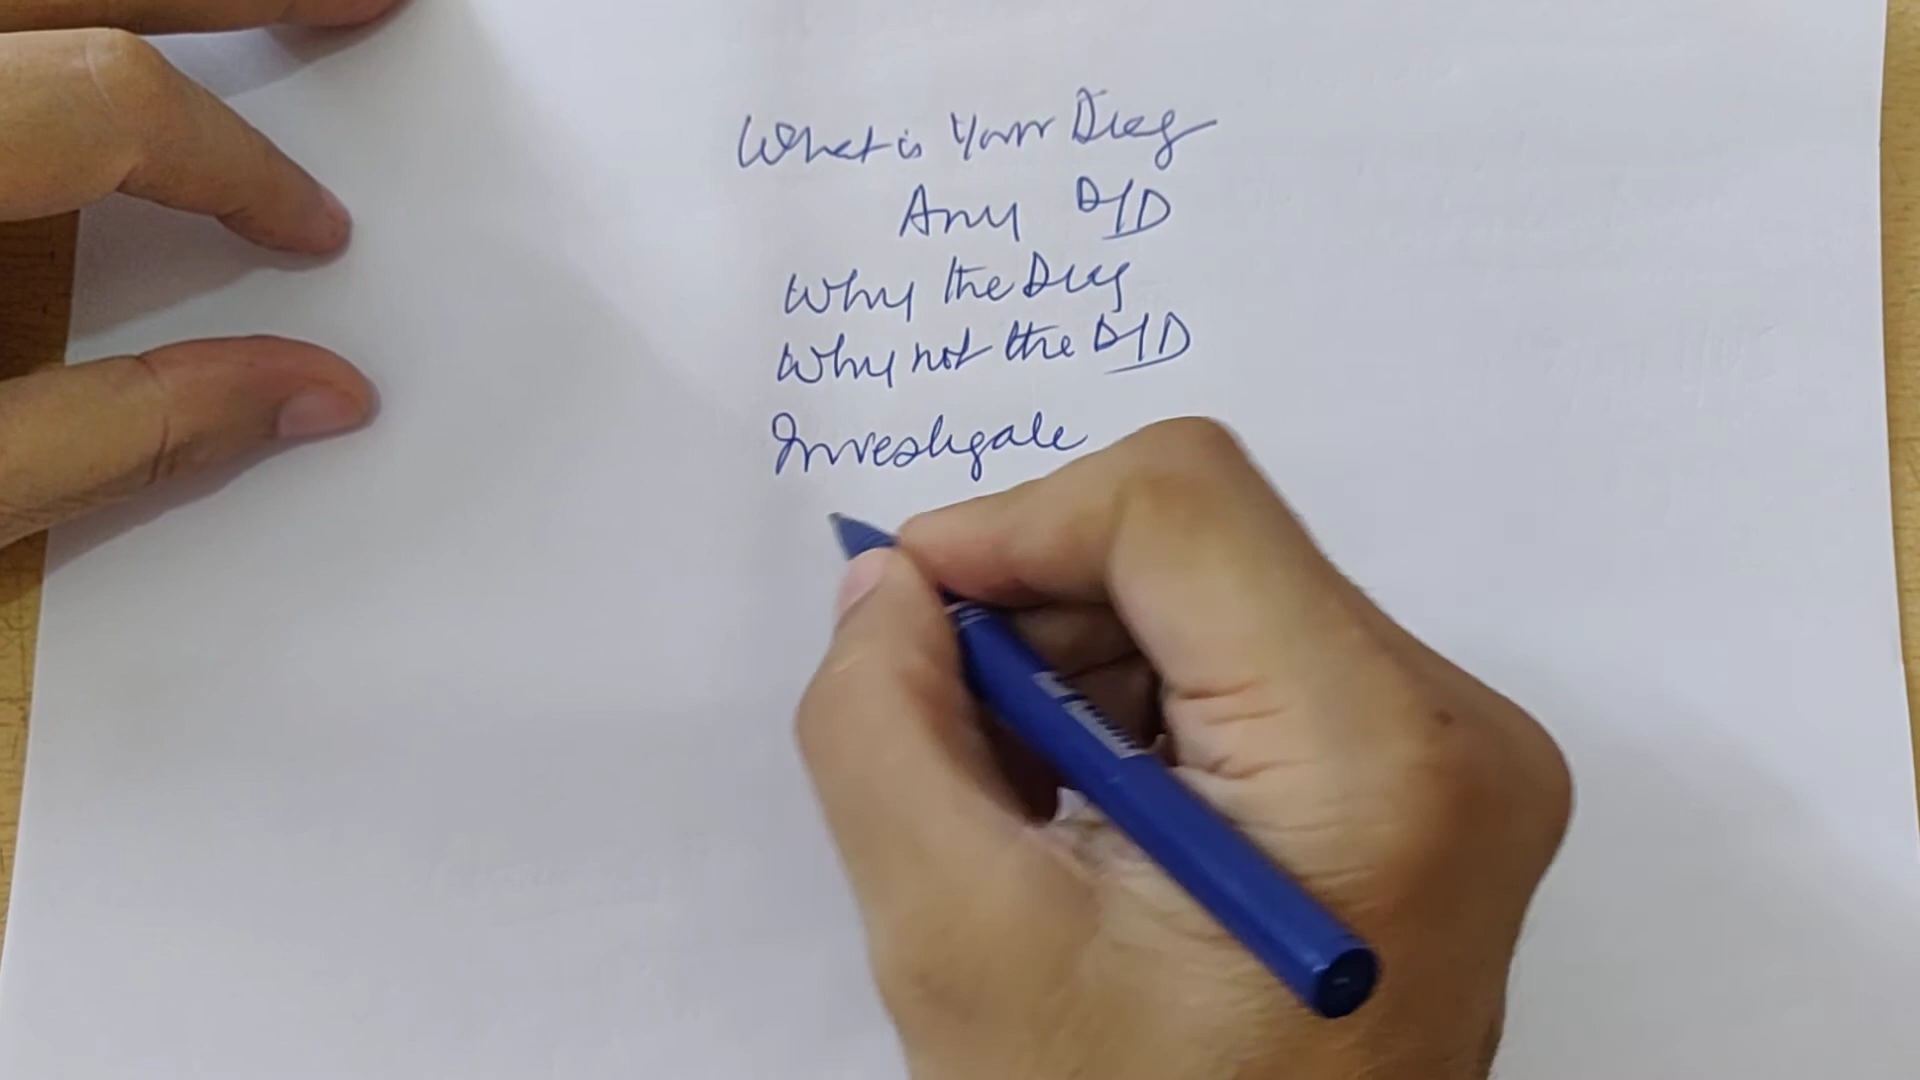 What is Your Diag
Any D/D
Why the Diag
Why not the D/D
Investigate